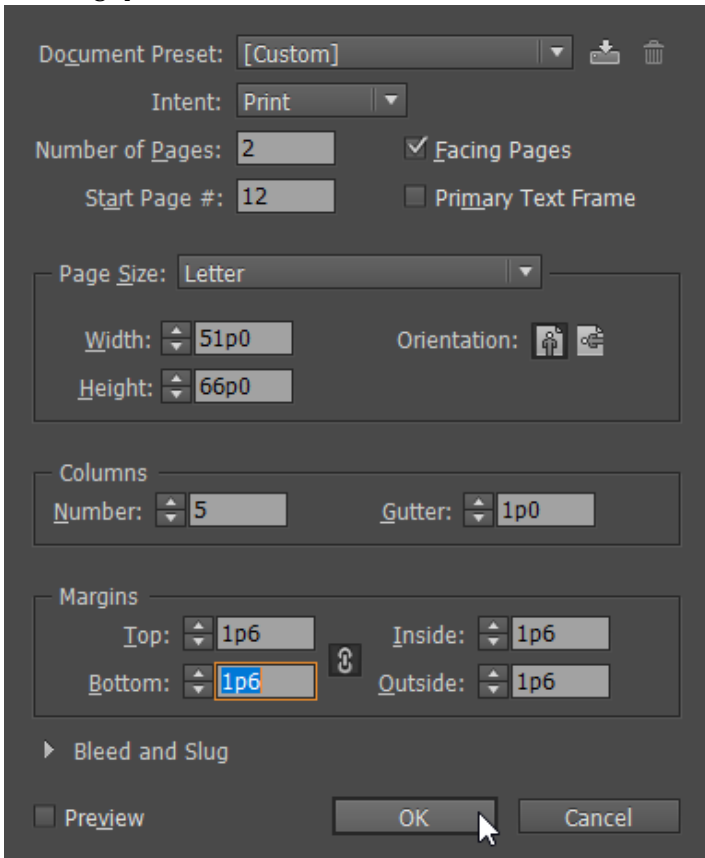 Document Preset: [Custom]
Intent: Print
Number of Pages: 2 Facing Pages
Start Page #: 12 Primary Text Frame
Page Size: Letter
Width: 51p0 Orientation:
Height: 66p0
Columns
Number: 5 Gutter: 1p0
Margins
Top: 1p6 Inside: 1p6
Bottom: 1p6 Outside: 1p6
Bleed and Slug
Preview OK Cancel